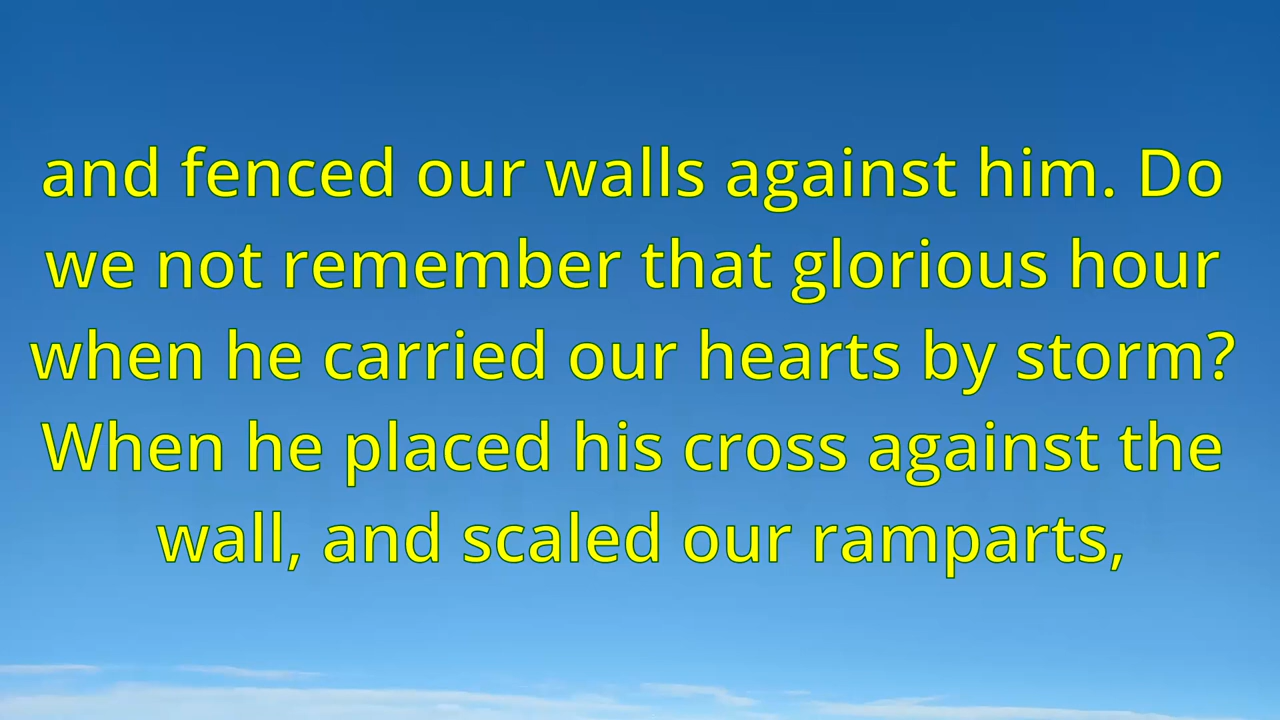 and fenced our walls against him. Do
we not remember that glorious hour
when he carried our hearts by storm?
When he placed his cross against the
wall, and scaled our ramparts,